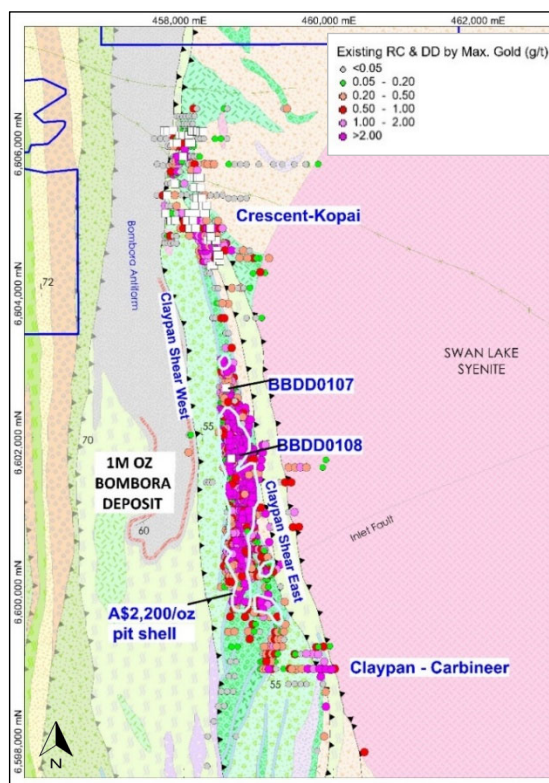 458,000 mE
460,000 mE
462,000 mE
Existing RC & DD by Max. Gold (g/t)
<0.05
0.05 - 0.20
0.20 - 0.50
0.50 - 1.00
1.00 - 2.00
>2.00
6,606,000 mN
6,604,000 mN
6,602,000 mN
6,600,000 mN
6,598,000 mN
Crescent-Kopai
Bombora Antiform
72
Claypan Shear West
SWAN LAKE
SYENITE
BBDD0107
55
70
BBDD0108
1M OZ
BOMBORA
DEPOSIT
60
Claypan Shear East
Inlet Fault
A$2,200/oz
pit shell
Claypan - Carbineer
55
N